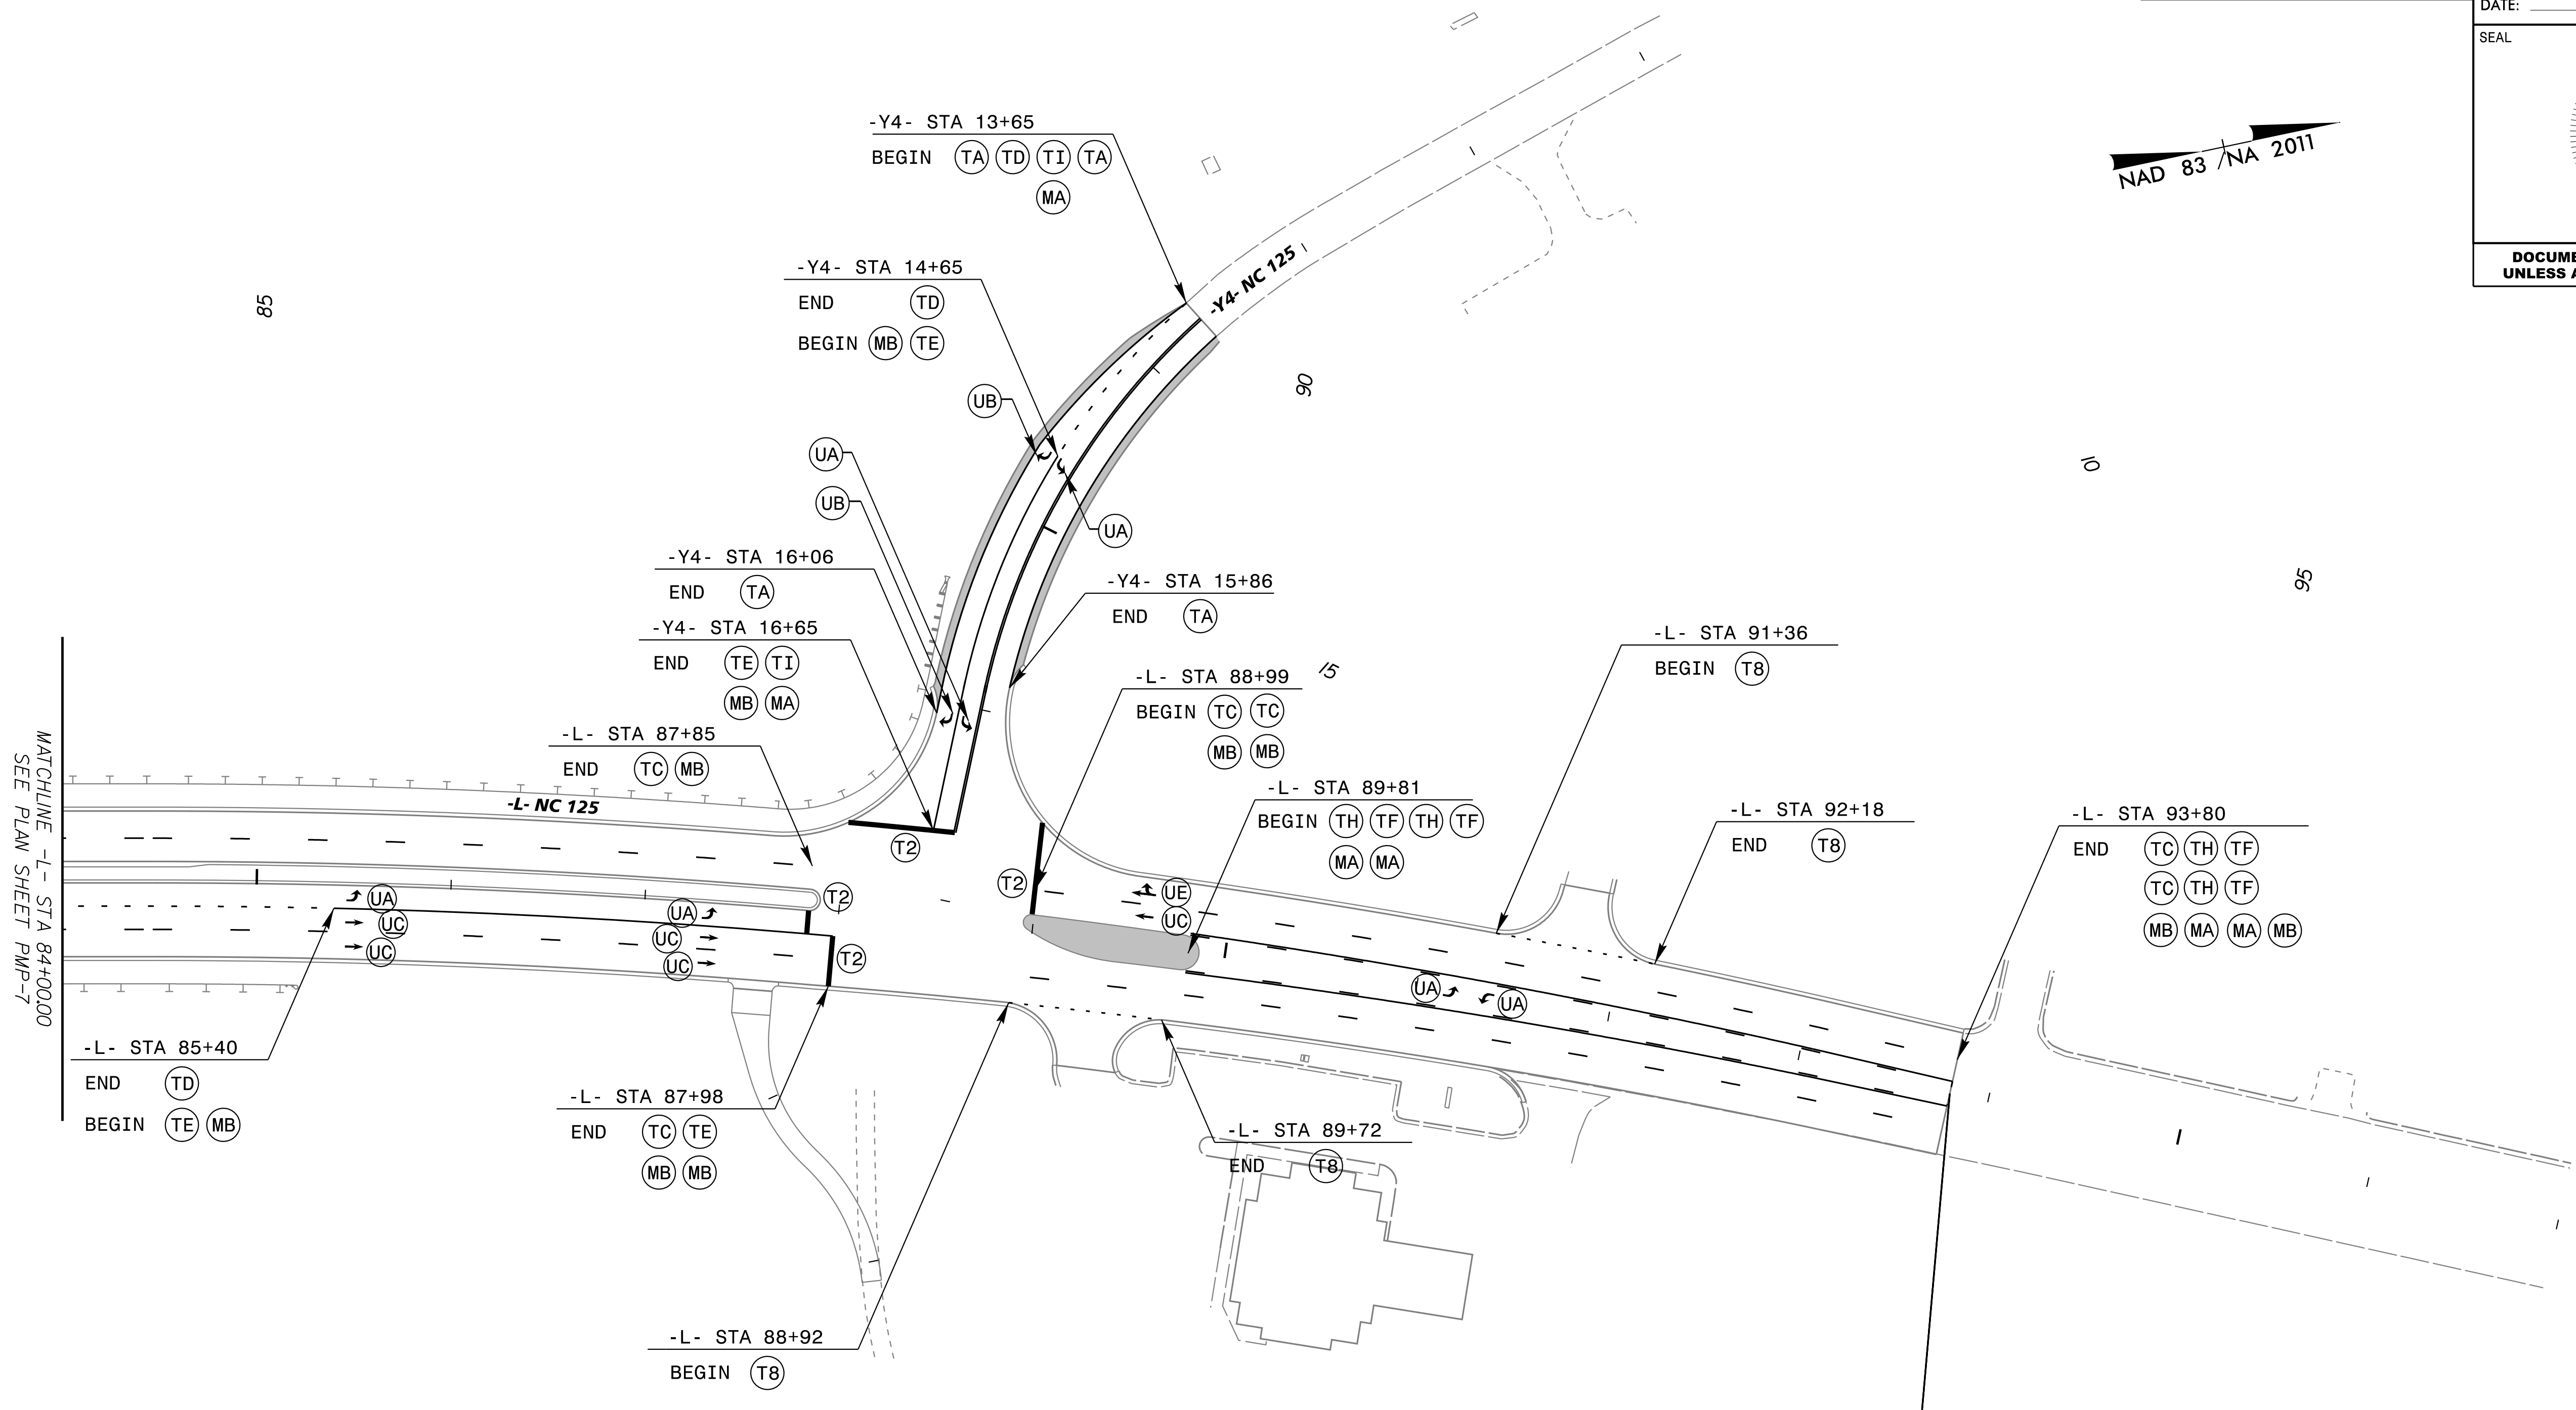 DATE:
SEAL
DOCUME
UNLESS A
NAD 83 /NA 2011
-Y4- STA 13+65
BEGIN TA TD TI TA
MA
-Y4- STA 14+65
END TD
BEGIN MB TE
-Y4- NC 125
85
90
UB
UA
UB
UA
10
-Y4- STA 16+06
END TA
-Y4- STA 15+86
END TA
95
-Y4- STA 16+65
END TE TI
MB MA
-L- STA 91+36
BEGIN T8
15
-L- STA 88+99
BEGIN TC TC
MB MB
-L- STA 87+85
END TC MB
-L- STA 89+81
BEGIN TH TF TH TF
MA MA
-L- STA 92+18
END T8
-L- STA 93+80
END TC TH TF
TC TH TF
MB MA MA MB
-L- NC 125
T2
T2
T2
T2
UE
UC
UA
UC
UC
UA
UC
UC
UA
UA
MATCHLINE -L- STA 84+00.00
SEE PLAN SHEET PMP-7
-L- STA 85+40
END TD
BEGIN TE MB
-L- STA 87+98
END TC TE
MB MB
-L- STA 89+72
END T8
-L- STA 88+92
BEGIN T8